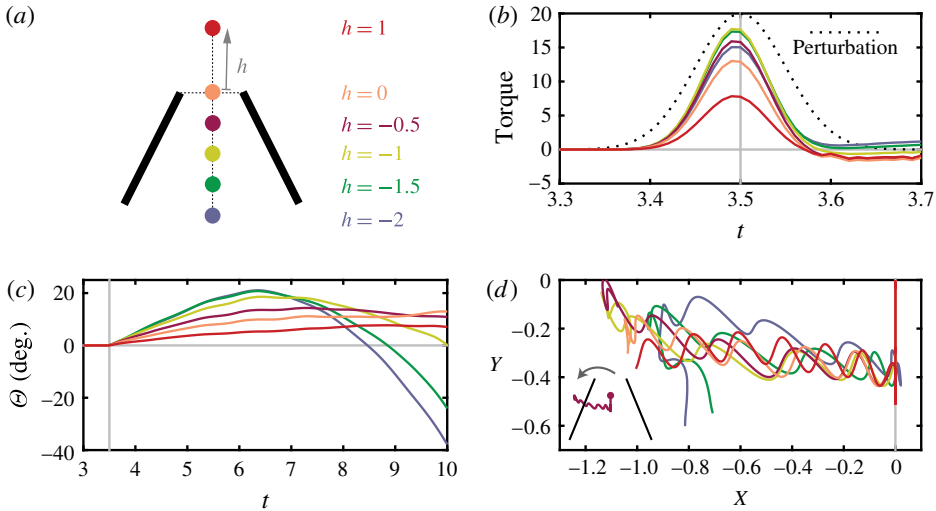 (a)
h = 1
h
h = 0
h = −0.5
h = −1
h = −1.5
h = −2
(b)
20
15
10
5
0
−5
Torque
Perturbation
3.3
3.4
3.5
3.6
3.7
t
(c)
20
0
−20
−40
Θ (deg.)
3
4
5
6
7
8
9
10
t
(d)
0
−0.2
−0.4
−0.6
Y
−1.2
−1.0
−0.8
−0.6
−0.4
−0.2
0
X